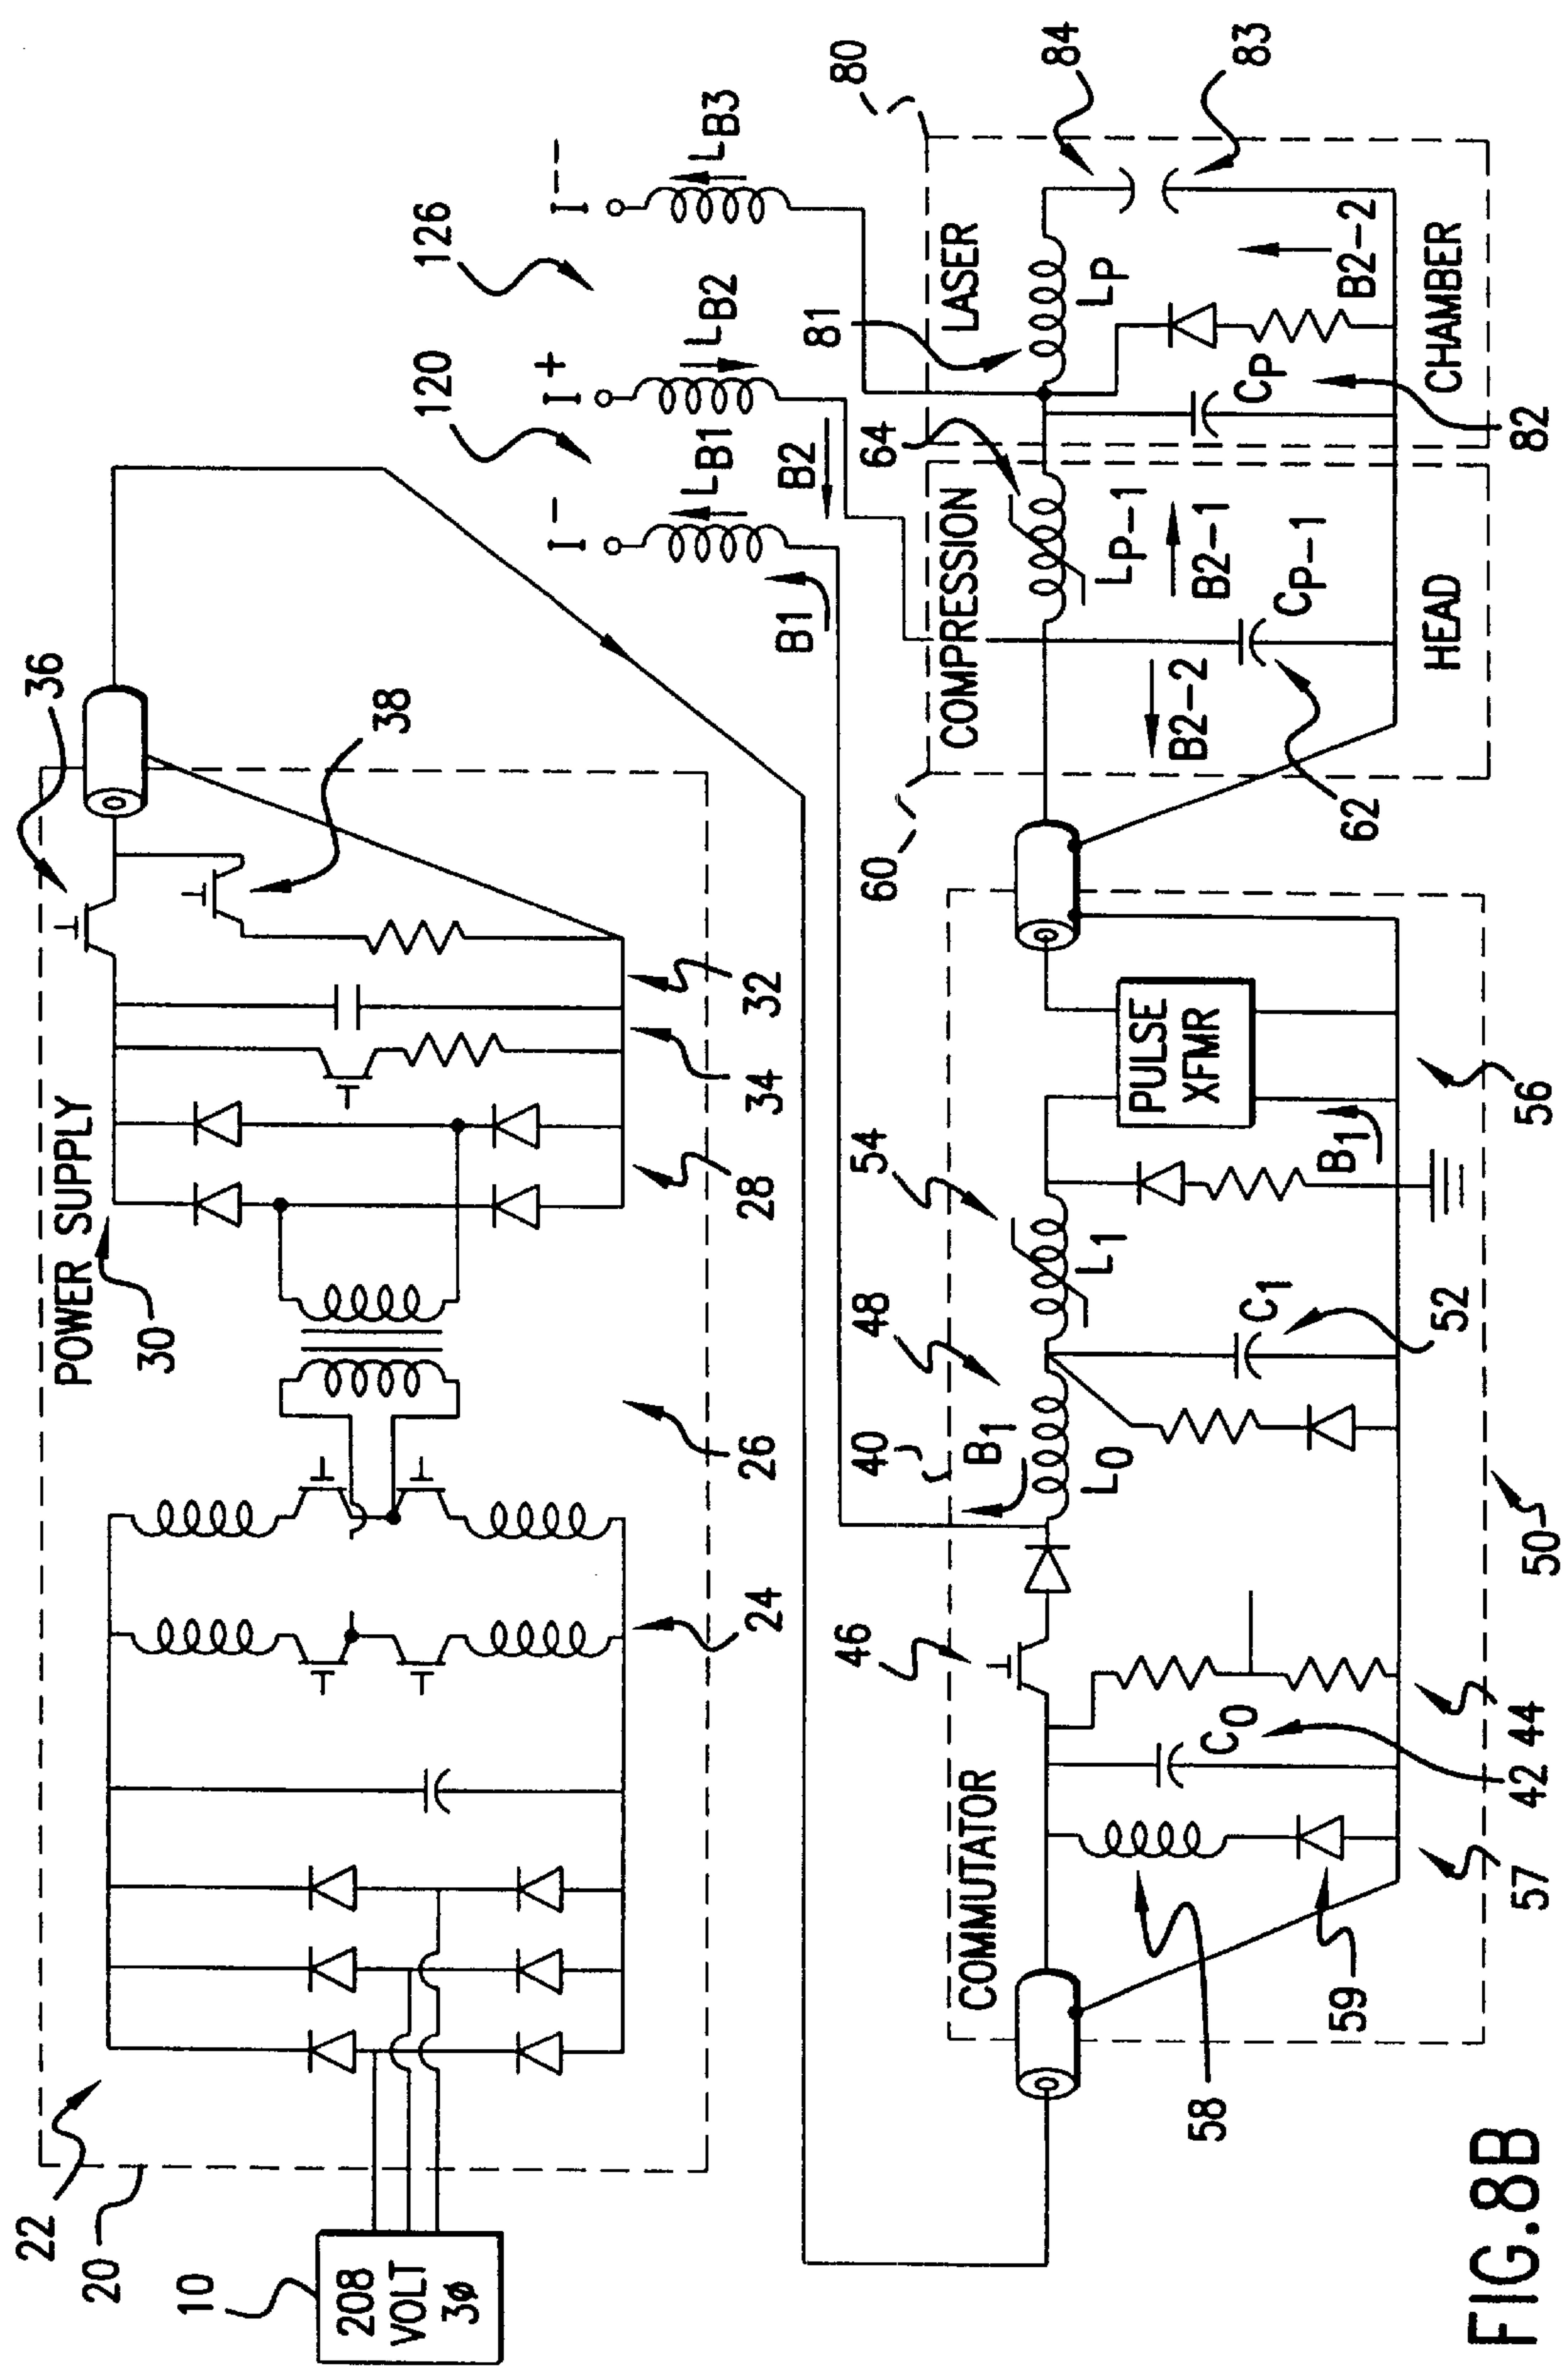 POWER SUPPLY
22
20
10
208
VOLT
3ø
24
26
30
28
34
32
36
38
I-
120
I+
126
I-
LB1
LB2
LB3
B1
B2
COMMUTATOR
46
40
B1
48
54
L0
L1
C0
C1
52
58
59
57
42
44
50
B1
PULSE
XFMR
56
60
COMPRESSION
HEAD
64
LP-1
B2-1
B2-2
CP-1
62
80
LASER
CHAMBER
81
LP
CP
82
84
83
B2-2
FIG.8B